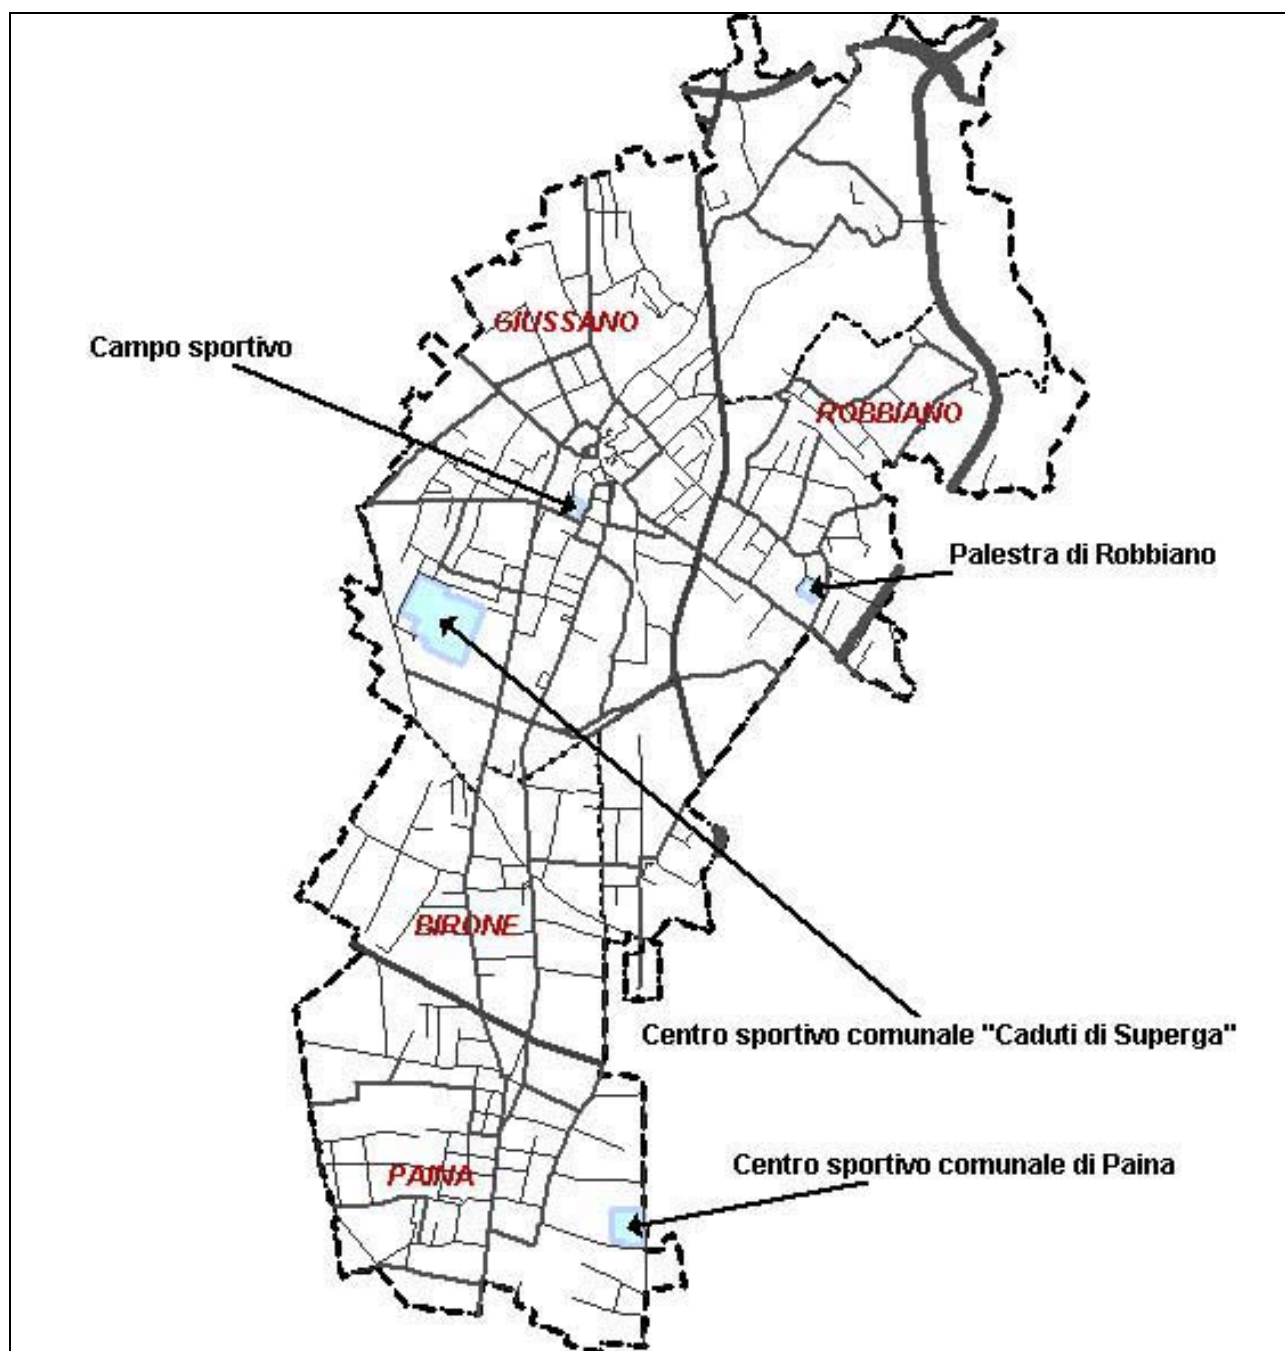 GIUSSANO
Campo sportivo
ROBBIANO
Palestra di Robbiano
BIRONE
Centro sportivo comunale "Caduti di Superga"
Centro sportivo comunale di Paina
PAINA